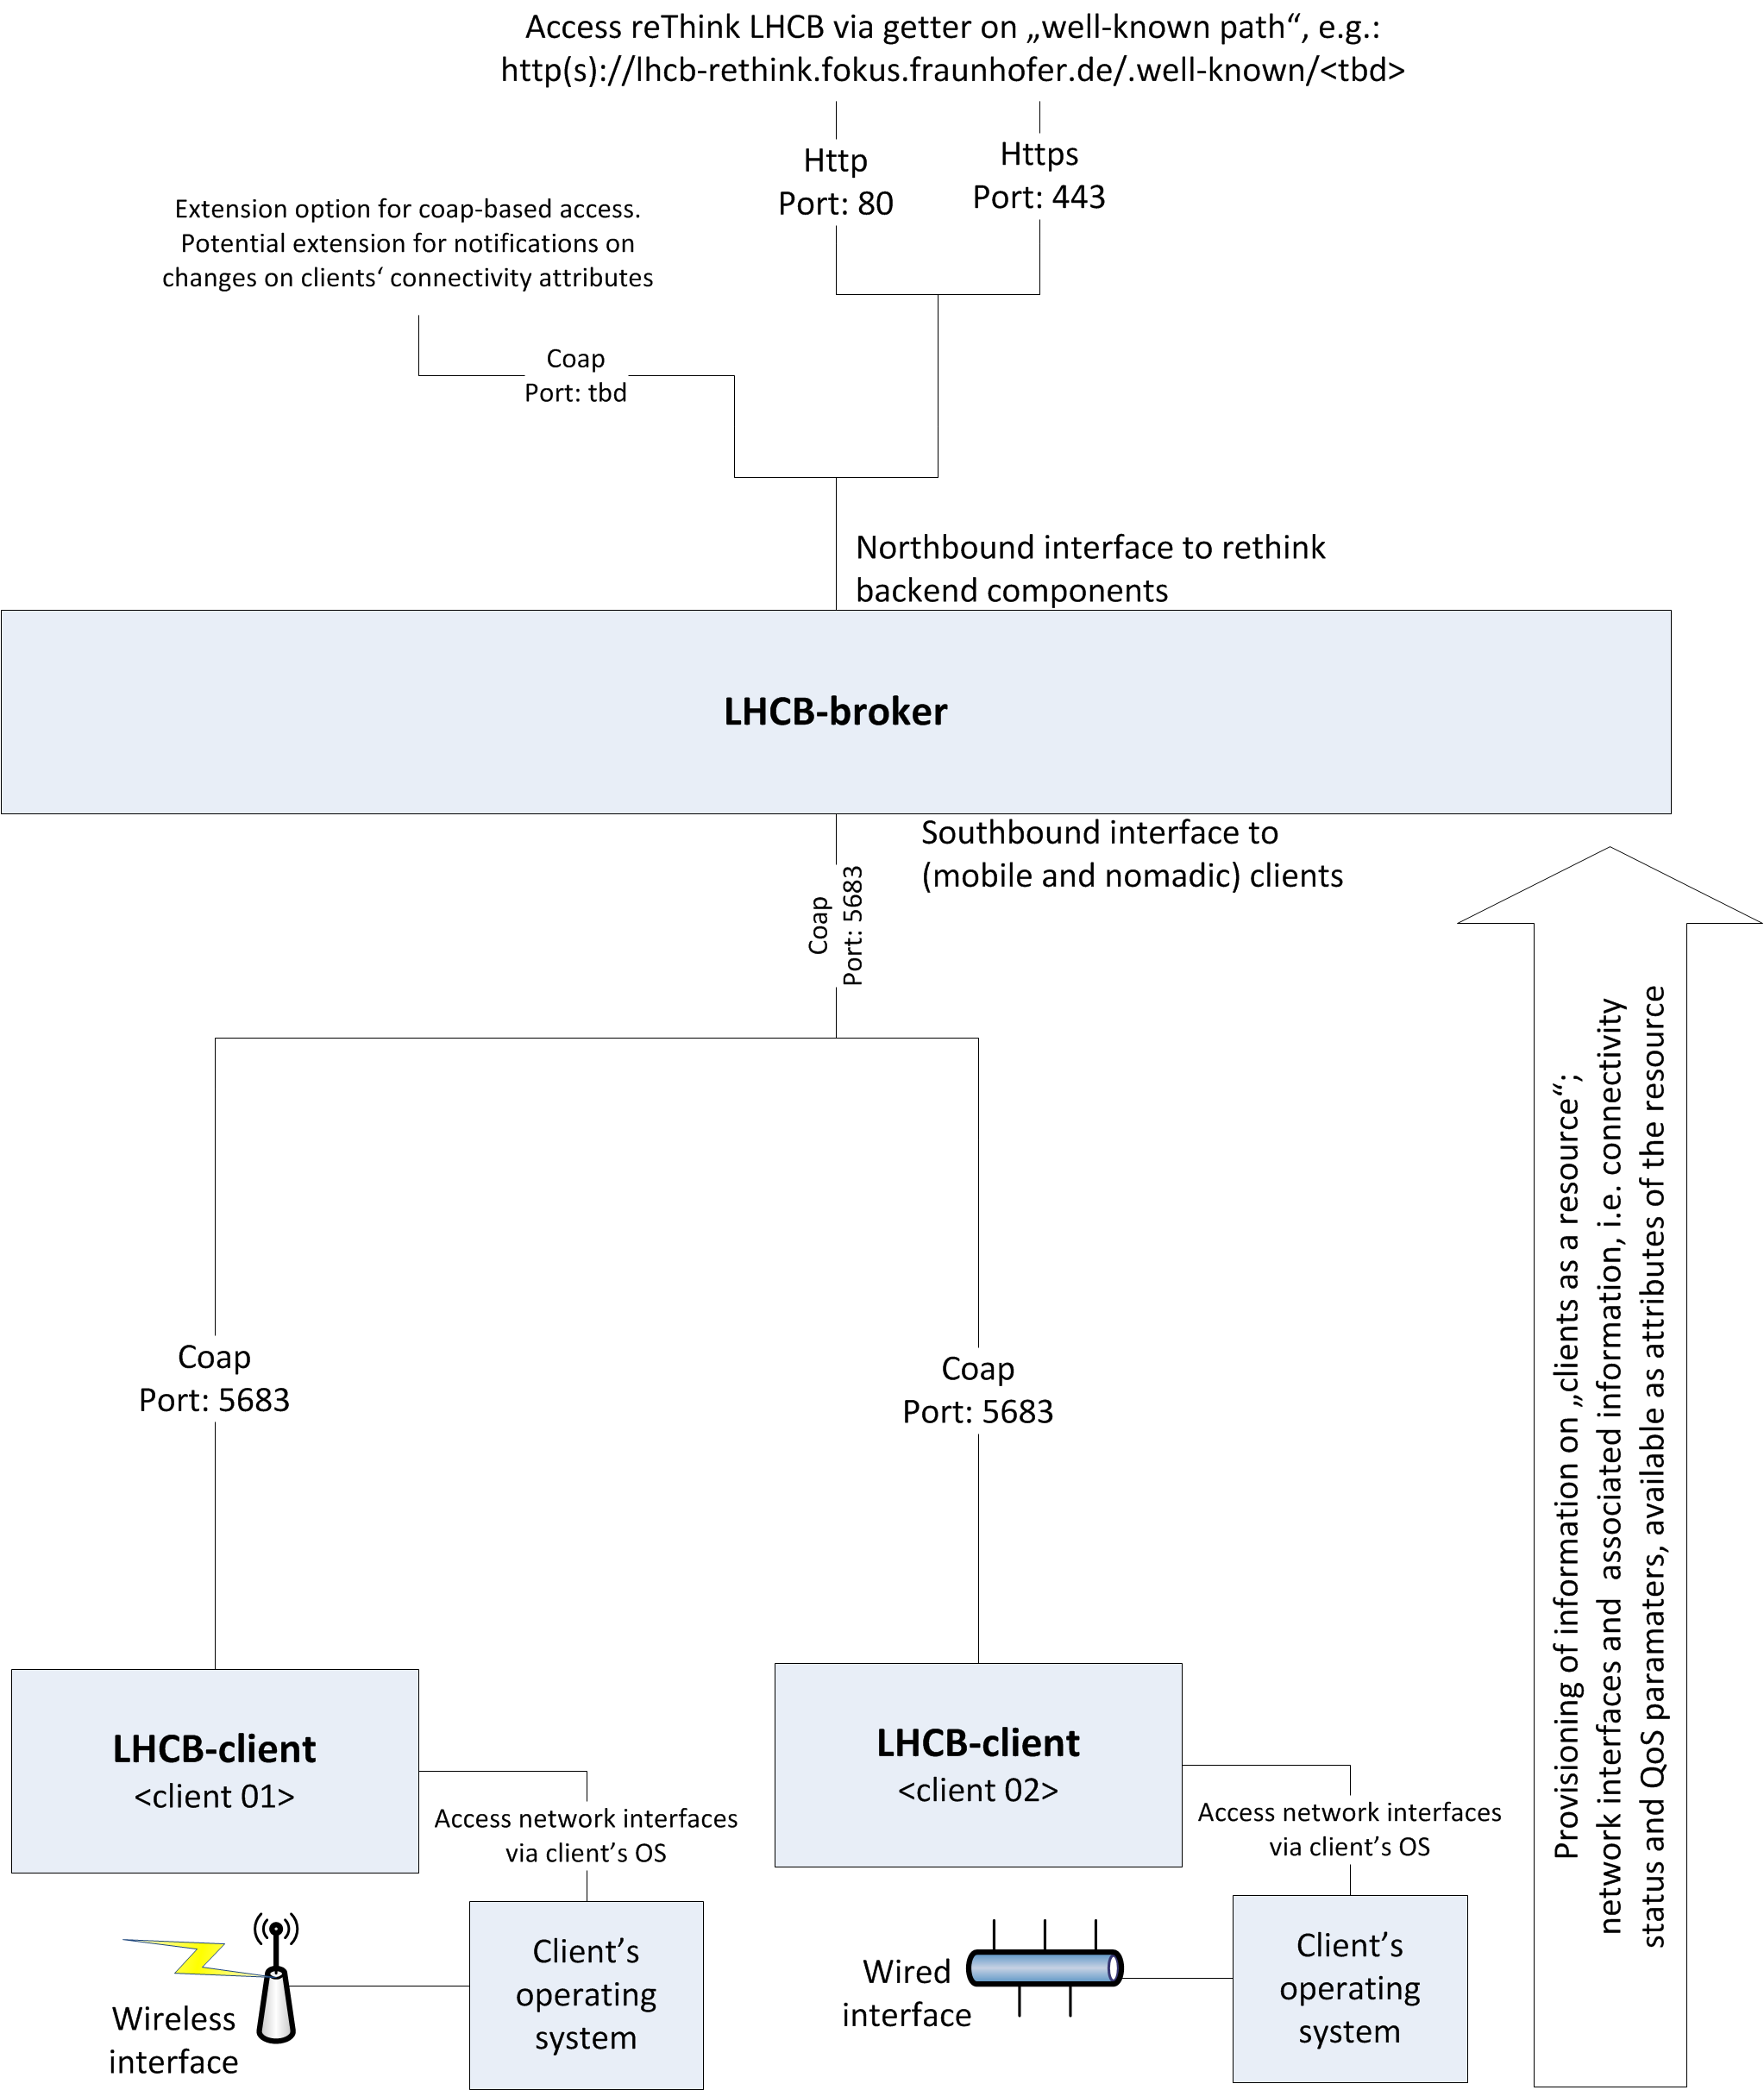 Access reThink LHCB via getter on „well-known path“, e.g.:
http(s)://lhcb-rethink.fokus.fraunhofer.de/.well-known/<tbd>
Http
Port: 80
Https
Port: 443
Extension option for coap-based access.
Potential extension for notifications on
changes on clients‘ connectivity attributes
Coap
Port: tbd
Northbound interface to rethink
backend components
LHCB-broker
Southbound interface to
(mobile and nomadic) clients
Coap
Port: 5683
Coap
Port: 5683
Coap
Port: 5683
Provisioning of information on „clients as a resource“;
network interfaces and  associated information, i.e. connectivity
status and QoS paramaters, available as attributes of the resource
LHCB-client
<client 01>
Access network interfaces
via client’s OS
Client’s
operating
system
Wireless
interface
LHCB-client
<client 02>
Access network interfaces
via client’s OS
Client’s
operating
system
Wired
interface